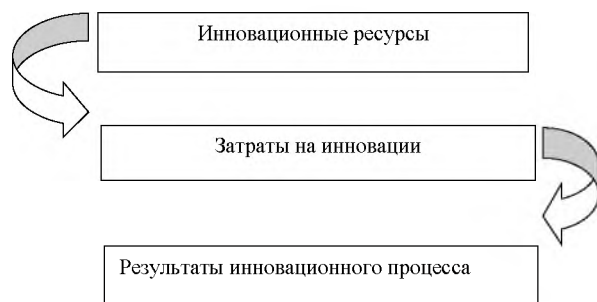 Инновационные ресурсы
Затраты на инновации
Результаты инновационного процесса